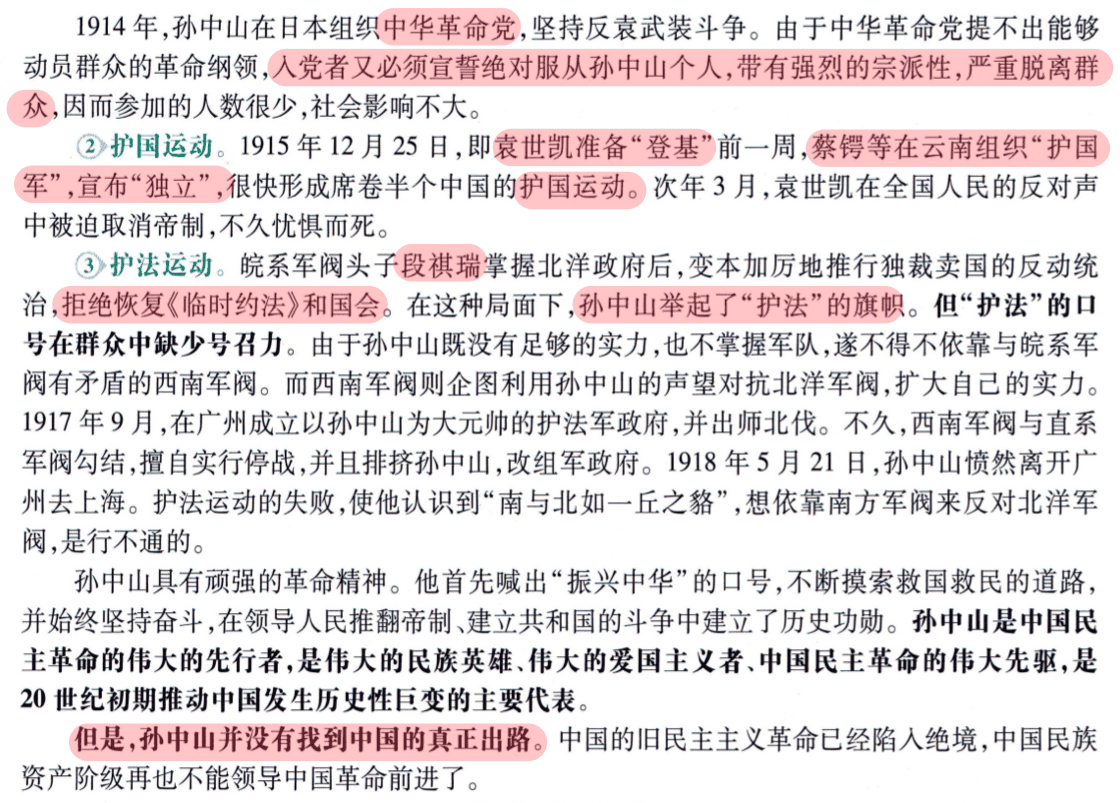 1914 年,孙中山在日本组织中华革命党,坚持反袁武装斗争。由于中华革命党提不出能够
动员群众的革命纲领,入党者又必须宣誓绝对服从孙中山个人,带有强烈的宗派性,严重脱离群
众,因而参加的人数很少,社会影响不大。
②护国运动。1915 年 12 月 25 日,即袁世凯准备“登基”前一周,蔡锷等在云南组织“护国
军”,宣布“独立”,很快形成席卷半个中国的护国运动。次年 3 月,袁世凯在全国人民的反对声
中被迫取消帝制,不久忧惧而死。
③护法运动。皖系军阀头子段祺瑞掌握北洋政府后,变本加厉地推行独裁卖国的反动统
治,拒绝恢复《临时约法》和国会。在这种局面下,孙中山举起了“护法”的旗帜。但“护法”的口
号在群众中缺少号召力。由于孙中山既没有足够的实力,也不掌握军队,遂不得不依靠与皖系军
阀有矛盾的西南军阀。而西南军阀则企图利用孙中山的声望对抗北洋军阀,扩大自己的实力。
1917 年 9 月,在广州成立以孙中山为大元帅的护法军政府,并出师北伐。不久,西南军阀与直系
军阀勾结,擅自实行停战,并且排挤孙中山,改组军政府。1918 年 5 月 21 日,孙中山愤然离开广
州去上海。护法运动的失败,使他认识到“南与北如一丘之貉”,想依靠南方军阀来反对北洋军
阀,是行不通的。
孙中山具有顽强的革命精神。他首先喊出“振兴中华”的口号,不断摸索救国救民的道路,
并始终坚持奋斗,在领导人民推翻帝制、建立共和国的斗争中建立了历史功勋。孙中山是中国民
主革命的伟大的先行者,是伟大的民族英雄、伟大的爱国主义者、中国民主革命的伟大先驱,是
20 世纪初期推动中国发生历史性巨变的主要代表。
但是,孙中山并没有找到中国的真正出路。中国的旧民主主义革命已经陷入绝境,中国民族
资产阶级再也不能领导中国革命前进了。